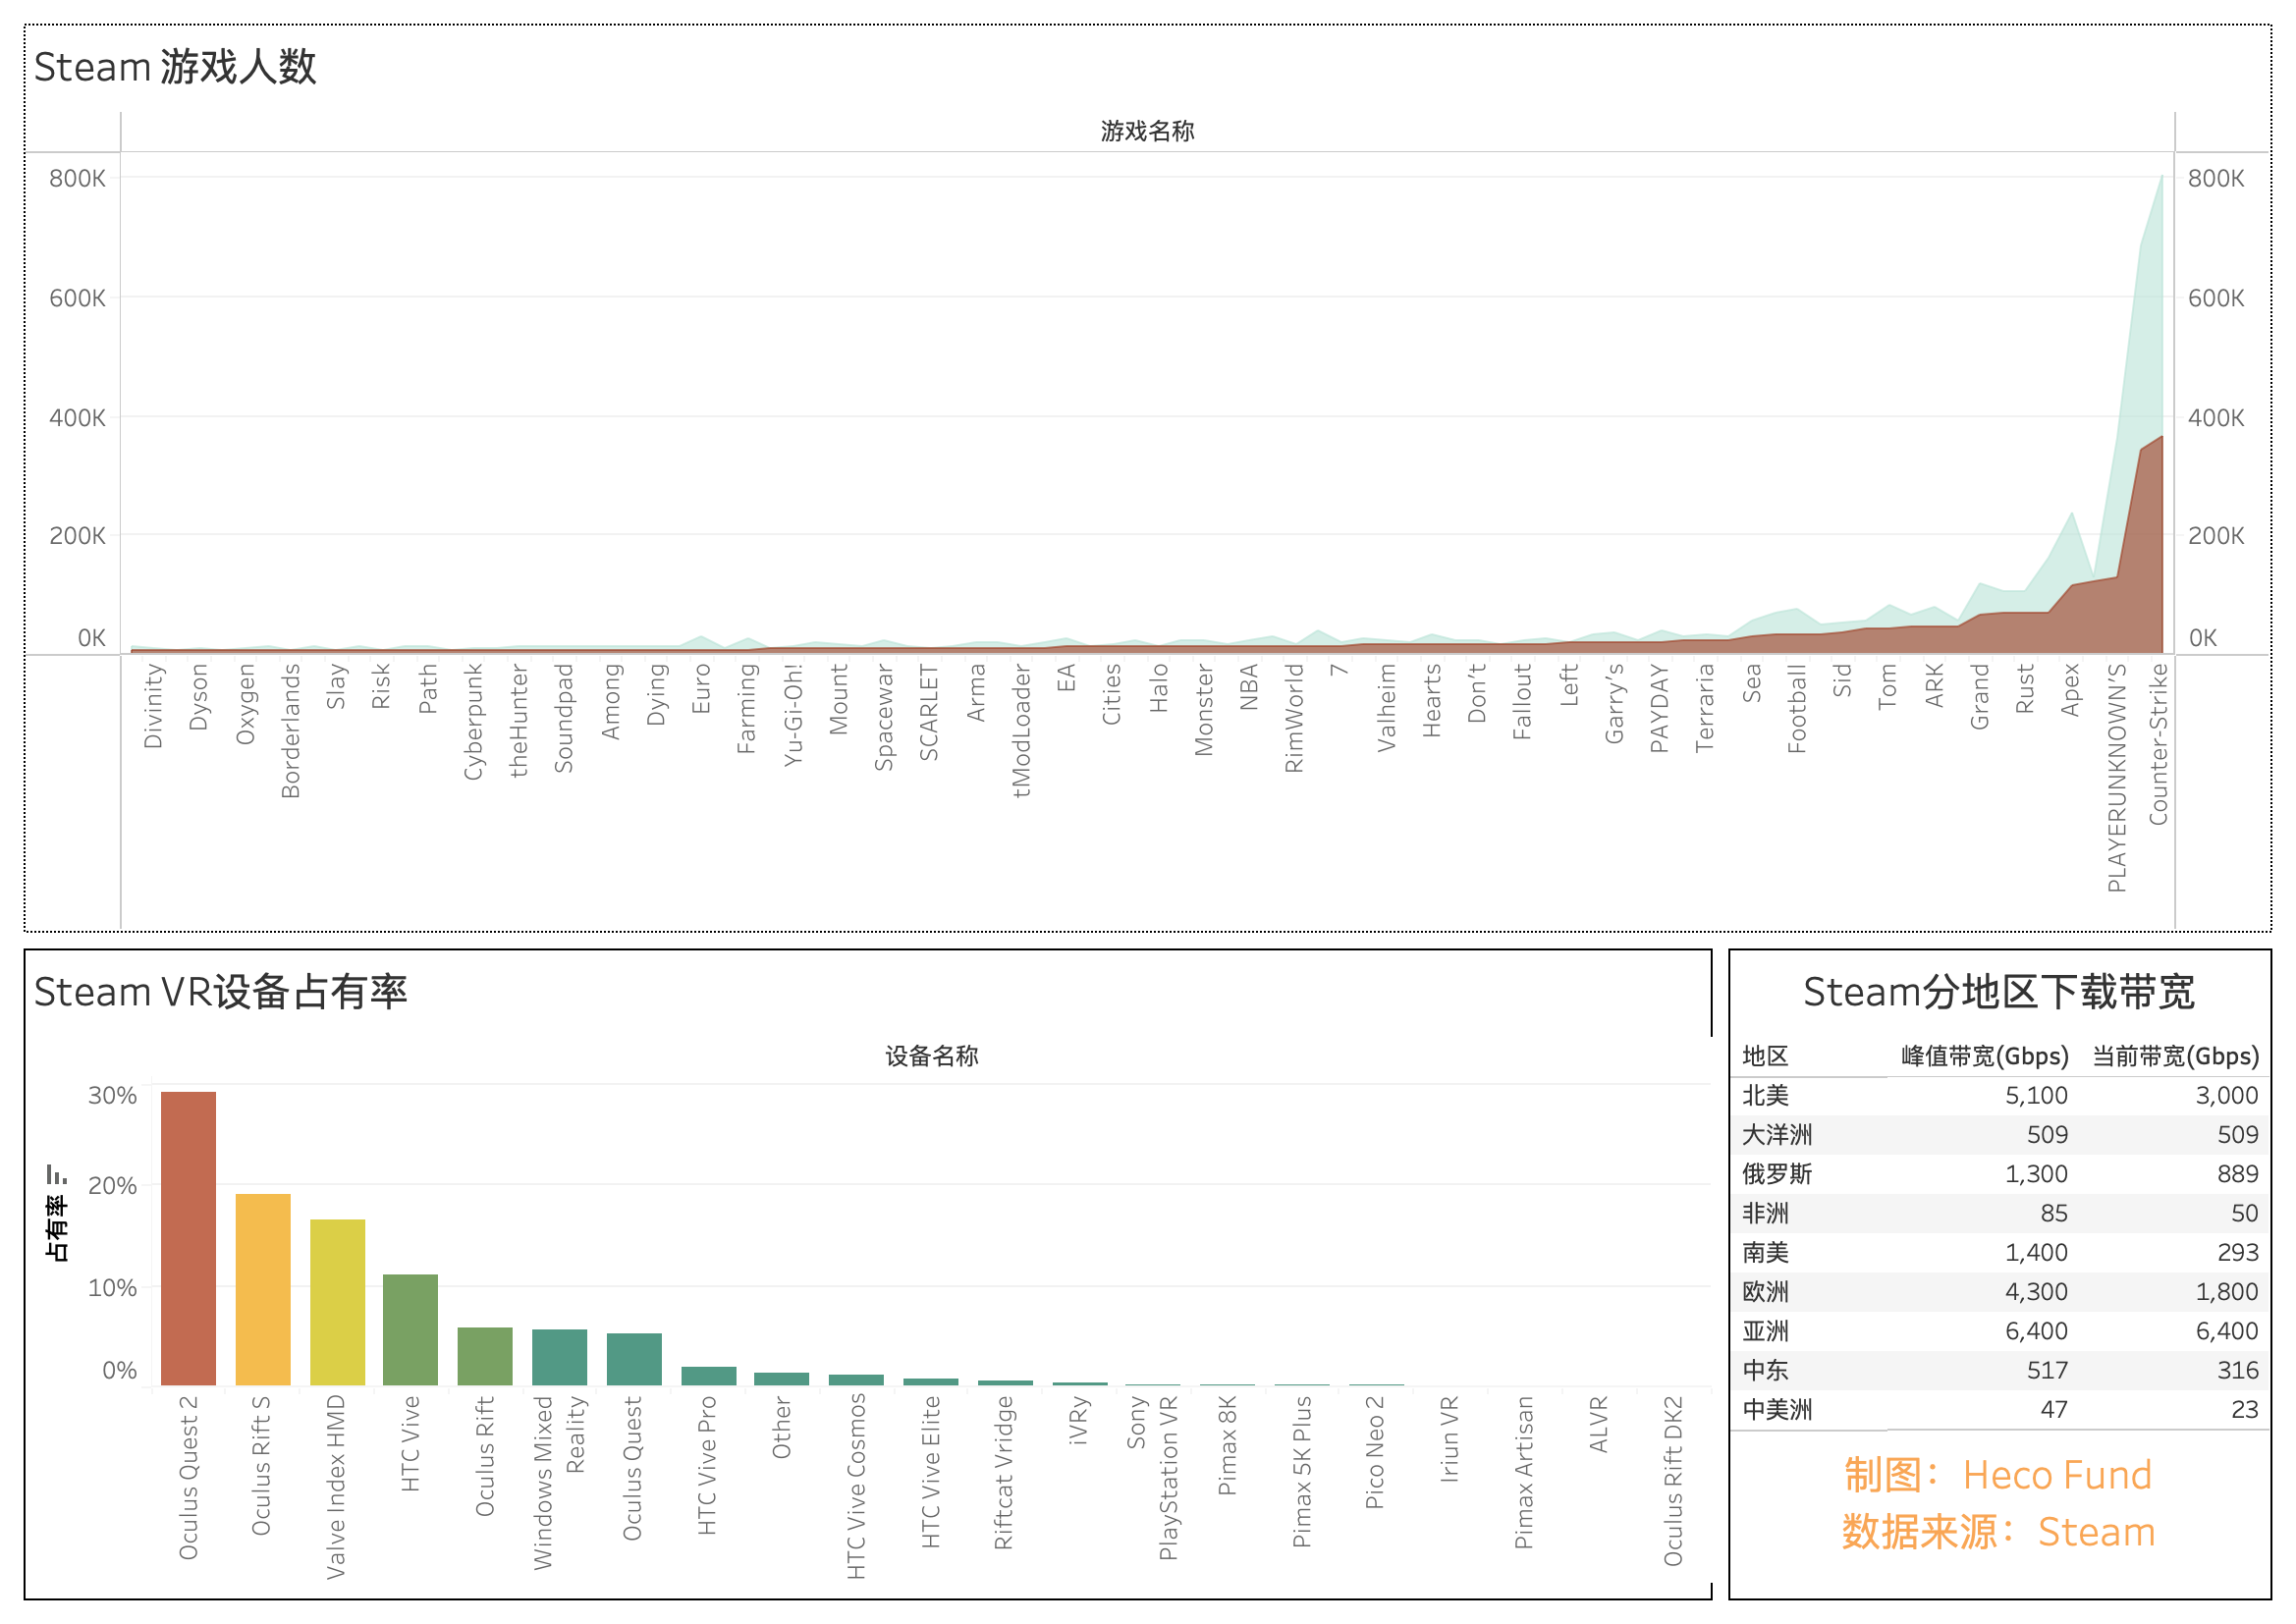 Steam 游戏人数
游戏名称
800K
600K
400K
200K
0K
800K
600K
400K
200K
0K
Divinity
Dyson
Oxygen
Borderlands
Slay
Risk
Path
Cyberpunk
theHunter
Soundpad
Among
Dying
Euro
Farming
Yu-Gi-Oh!
Mount
Spacewar
SCARLET
Arma
tModLoader
EA
Cities
Halo
Monster
NBA
RimWorld
7
Valheim
Hearts
Don't
Fallout
Left
Garry's
PAYDAY
Terraria
Sea
Football
Sid
Tom
ARK
Grand
Rust
Apex
PLAYERUNKNOWN'S
Counter-Strike
Steam VR设备占有率
设备名称
占有率
30%
20%
10%
0%
Oculus Quest 2
Oculus Rift S
Valve Index HMD
HTC Vive
Oculus Rift
Windows Mixed
Reality
Oculus Quest
HTC Vive Pro
Other
HTC Vive Cosmos
HTC Vive Elite
Riftcat Vridge
iVRy
Sony
PlayStation VR
Pimax 8K
Pimax 5K Plus
Pico Neo 2
Iriun VR
Pimax Artisan
ALVR
Oculus Rift DK2
Steam分地区下载带宽
地区 峰值带宽(Gbps) 当前带宽(Gbps)
北美 5,100 3,000
大洋洲 509 509
俄罗斯 1,300 889
非洲 85 50
南美 1,400 293
欧洲 4,300 1,800
亚洲 6,400 6,400
中东 517 316
中美洲 47 23
制图：Heco Fund
数据来源：Steam